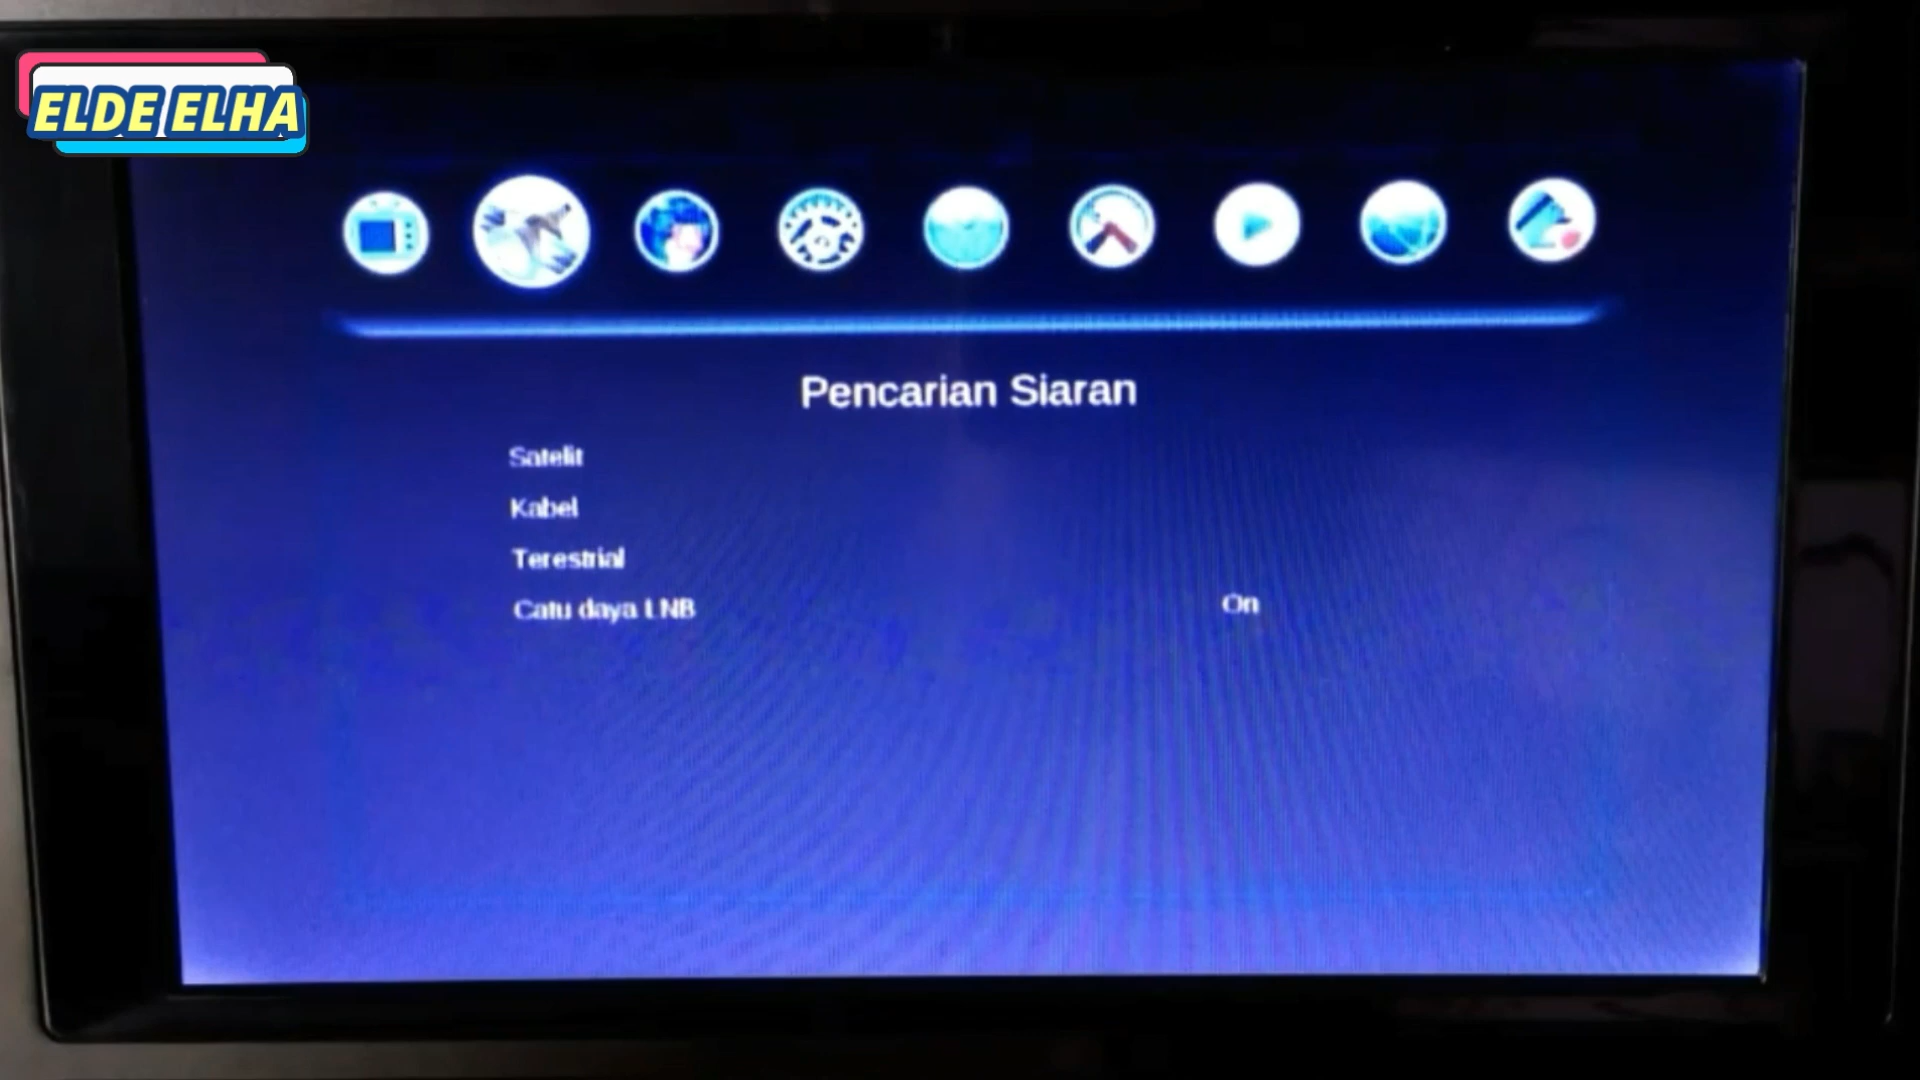 ELDE ELHA
Pencarian Siaran
Satelit
Kabel
Terestrial
Catu daya LNB On